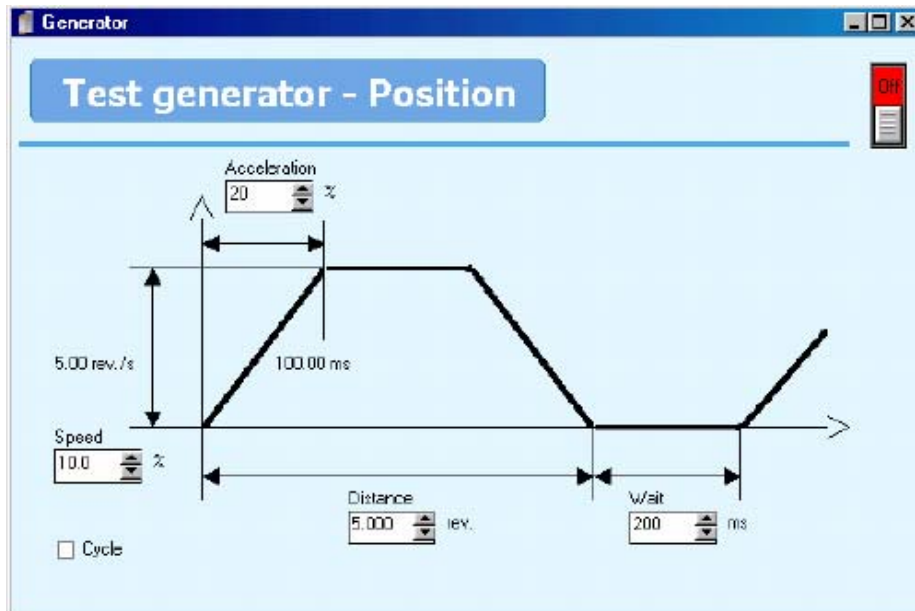 Generator
Test generator - Position
Off
Acceleration
20 %
5.00 rev./s
100.00 ms
Speed
10.0 %
Distance
5.000 rev.
Wait
200 ms
Cycle